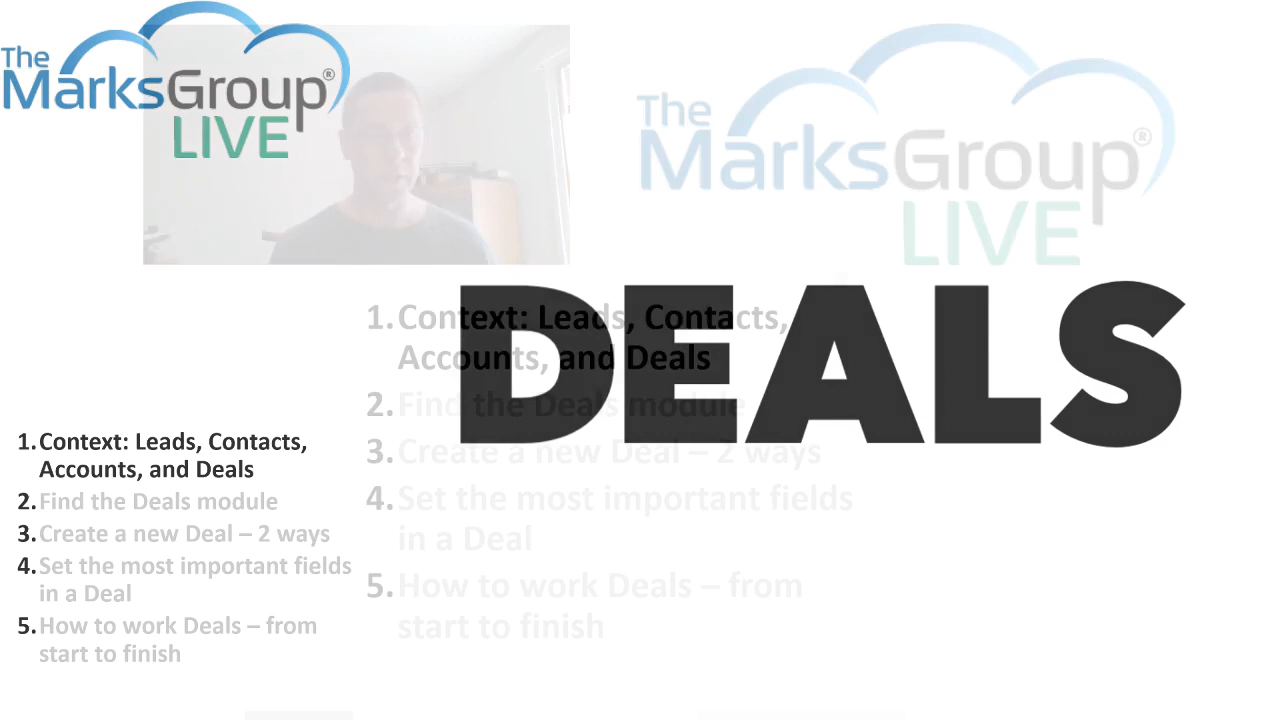 The
MarksGroup®
LIVE
The
MarksGroup®
LIVE
DEALS
1. Context: Leads, Contacts,
Accounts, and Deals
2. Find the Deals module
3. Create a new Deal – 2 ways
4. Set the most important fields
in a Deal
5. How to work Deals – from
start to finish
1. Context: Leads, Contacts,
Accounts, and Deals
2. Find the Deals module
3. Create a new Deal – 2 ways
4. Set the most important fields
in a Deal
5. How to work Deals – from
start to finish